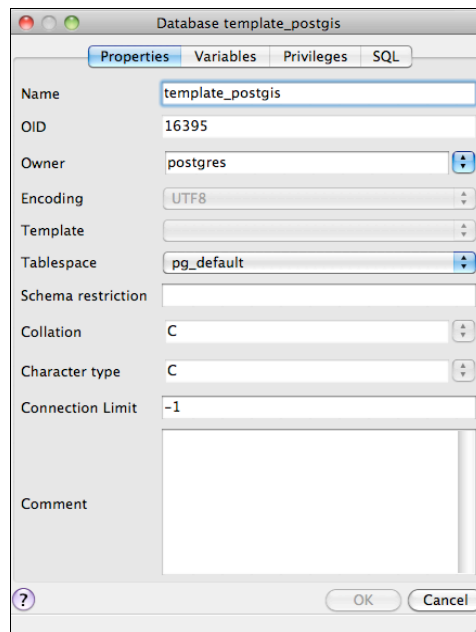 Database template_postgis
Properties Variables Privileges SQL
Name template_postgis
OID 16395
Owner postgres
Encoding UTF8
Template
Tablespace pg_default
Schema restriction
Collation C
Character type C
Connection Limit -1
Comment
? OK Cancel